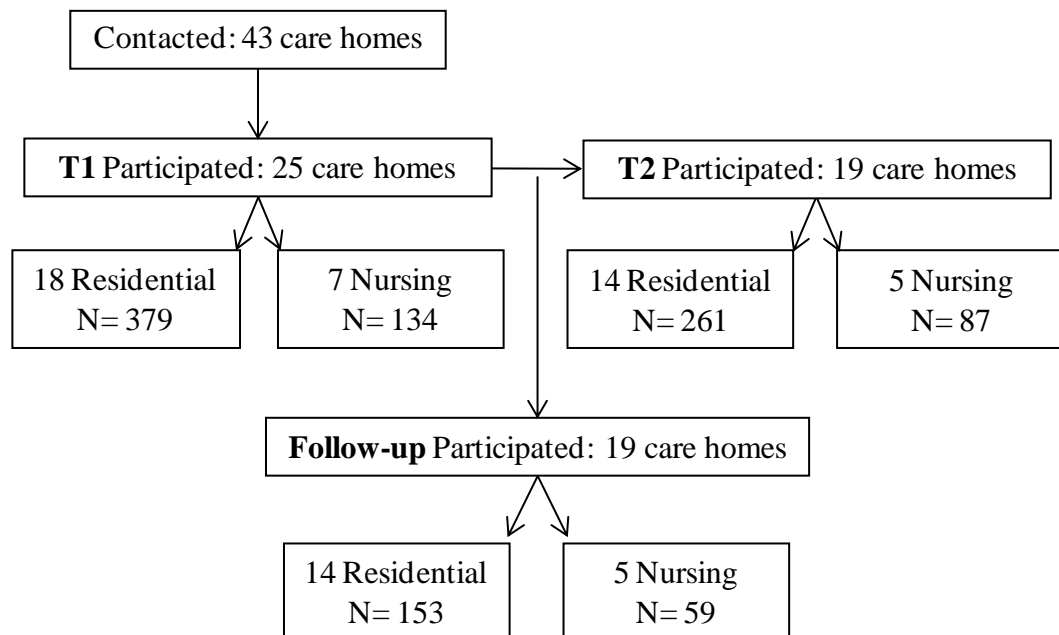 Contacted: 43 care homes
T1 Participated: 25 care homes
T2 Participated: 19 care homes
18 Residential
N= 379
7 Nursing
N= 134
14 Residential
N= 261
5 Nursing
N= 87
Follow-up Participated: 19 care homes
14 Residential
N= 153
5 Nursing
N= 59